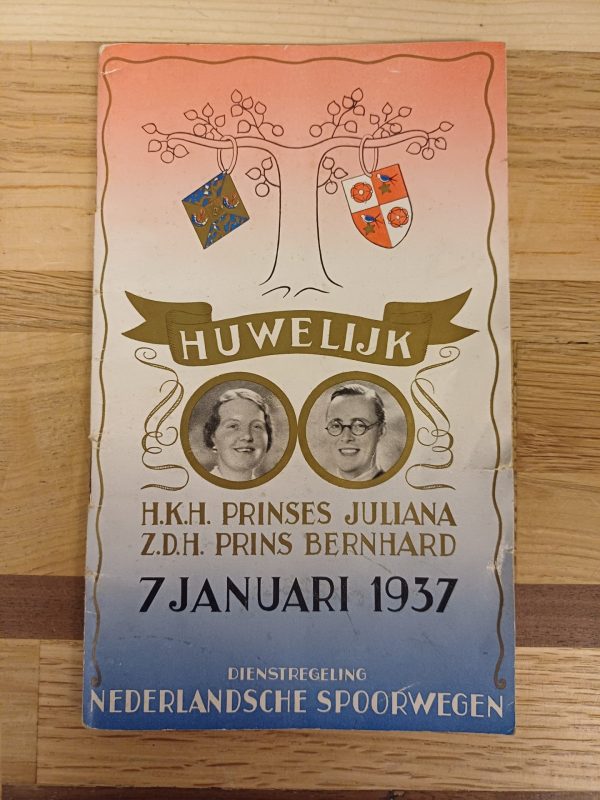 HUWELIJK
H.K.H. PRINSES JULIANA
Z.D.H. PRINS BERNHARD
7 JANUARI 1937
DIENSTREGELING
NEDERLANDSCHE SPOORWEGEN